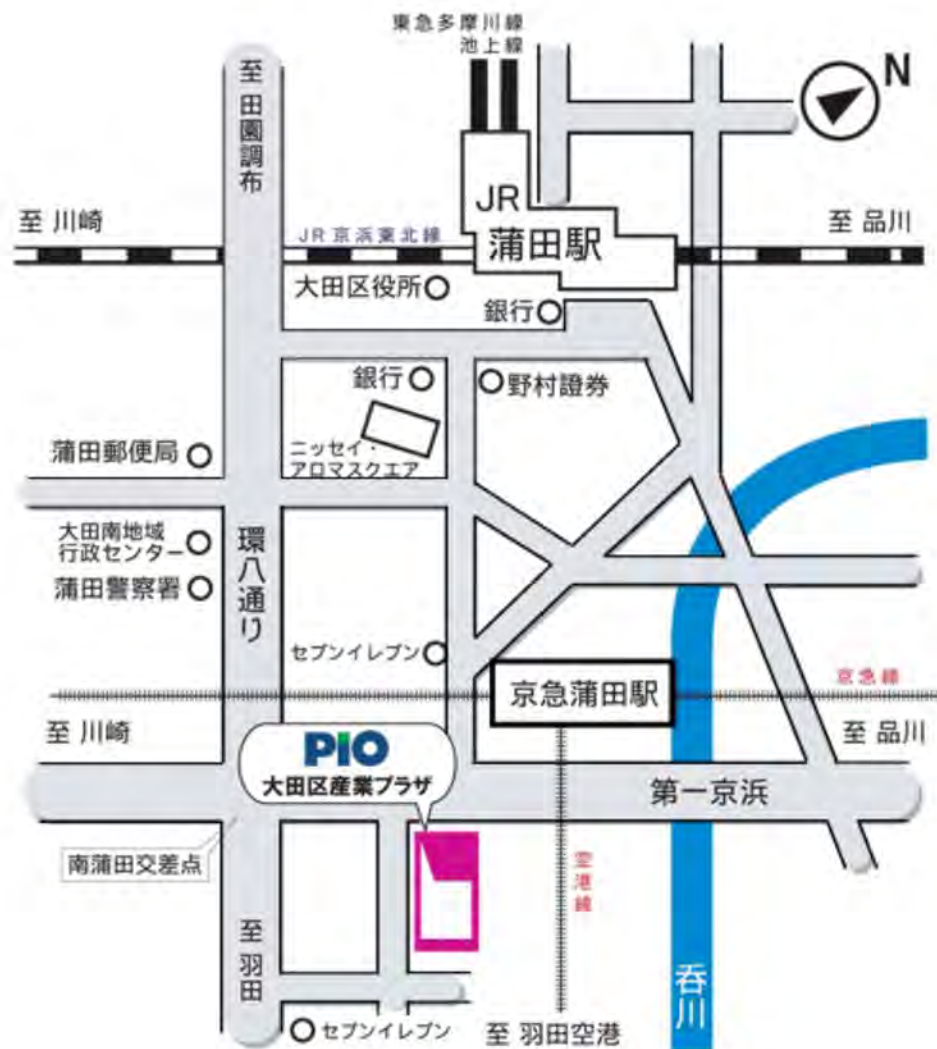 東急多摩川線
池上線
N
至 田園調布
JR
蒲田駅
至 川崎
至 品川
JR京浜東北線
大田区役所
銀行
銀行
野村證券
ニッセイ・
アロマスクエア
蒲田郵便局
大田南地域
行政センター
蒲田警察署
環八通り
セブンイレブン
京急蒲田駅
京急線
至 川崎
至 品川
PiO
大田区産業プラザ
第一京浜
南蒲田交差点
空港線
至 羽田
呑川
セブンイレブン
至 羽田空港